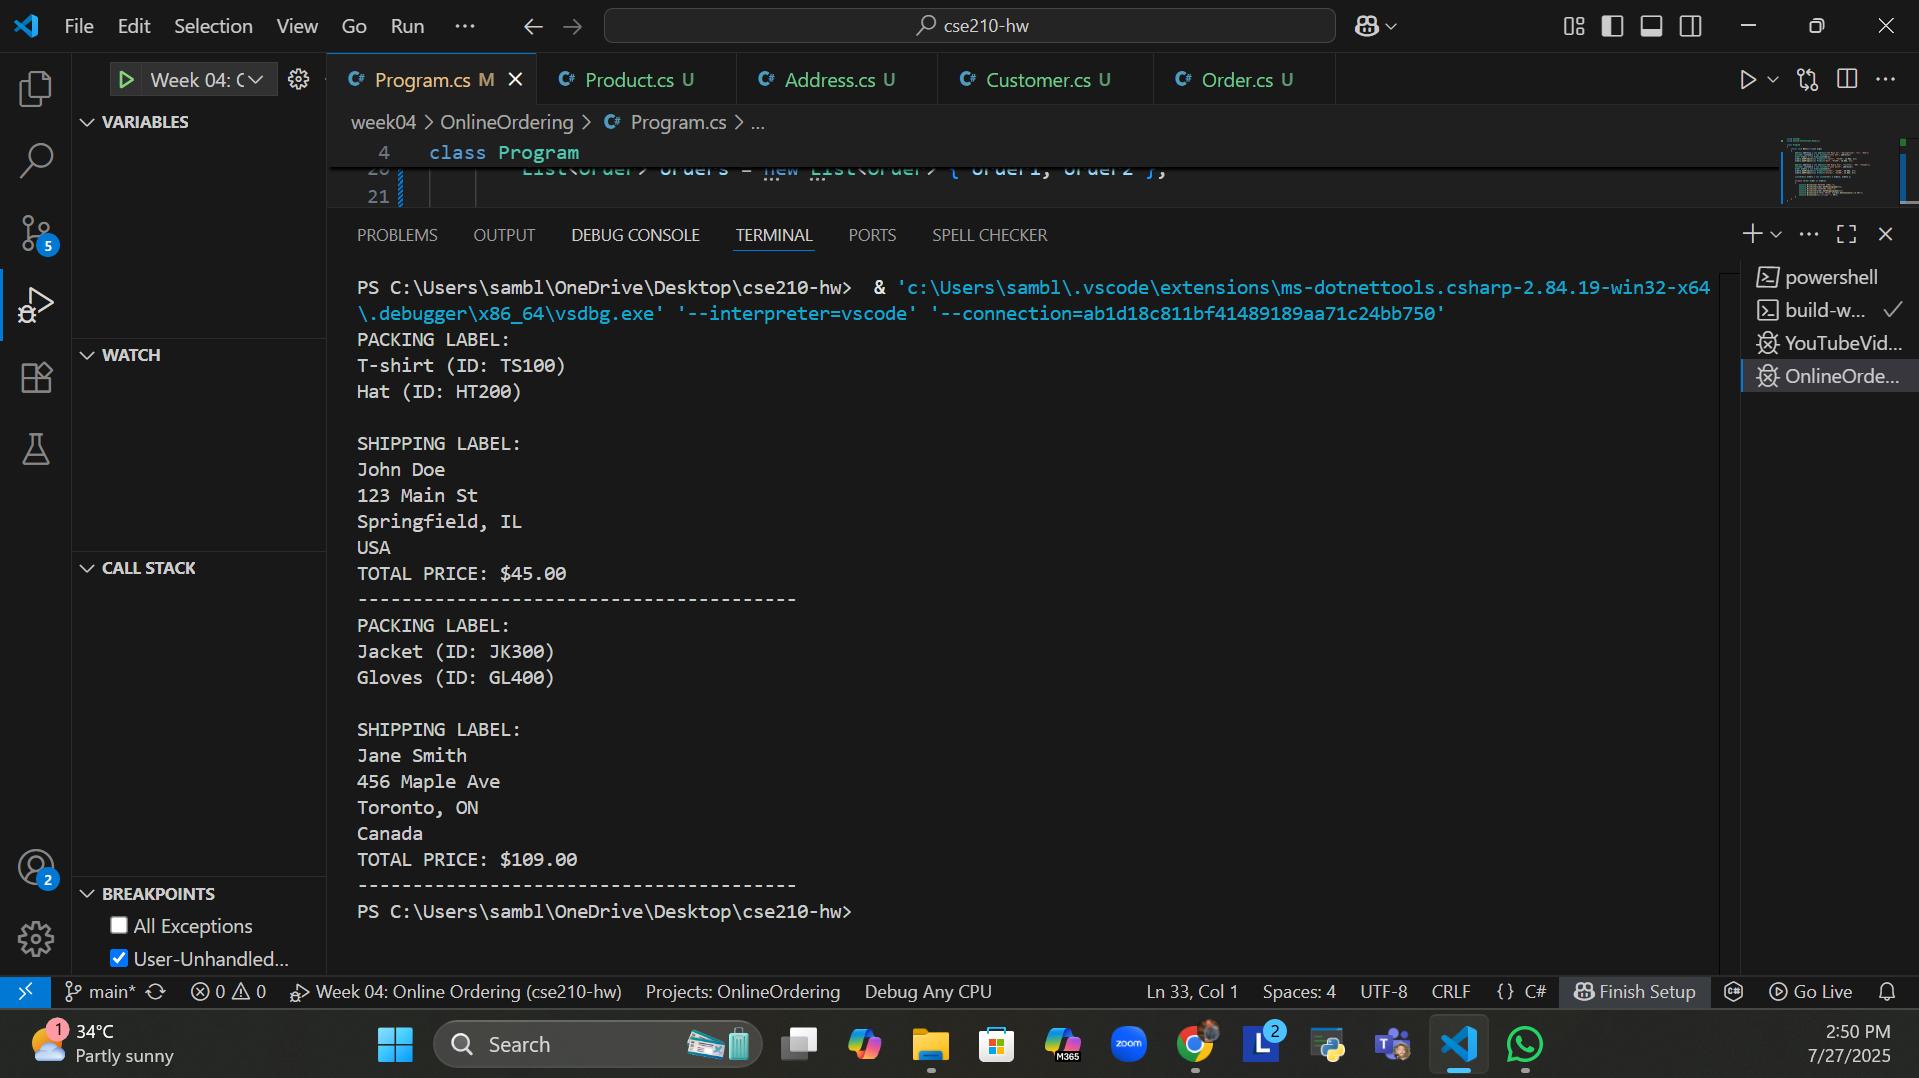 File Edit Selection View Go Run ...
cse210-hw
Week 04: C
Program.cs M
Product.cs U
Address.cs U
Customer.cs U
Order.cs U
VARIABLES
WATCH
CALL STACK
BREAKPOINTS
All Exceptions
User-Unhandled...
week04 > OnlineOrdering > Program.cs > ...
4 class Program
20 List<Order> orders = new List<Order> { order1, order2 };
21
PROBLEMS OUTPUT DEBUG CONSOLE TERMINAL PORTS SPELL CHECKER
PS C:\Users\sambl\OneDrive\Desktop\cse210-hw> & 'c:\Users\sambl\.vscode\extensions\ms-dotnettools.csharp-2.84.19-win32-x64
\.debugger\x86_64\vsdbg.exe' '--interpreter=vscode' '--connection=ab1d18c811bf41489189aa71c24bb750'
PACKING LABEL:
T-shirt (ID: TS100)
Hat (ID: HT200)
SHIPPING LABEL:
John Doe
123 Main St
Springfield, IL
USA
TOTAL PRICE: $45.00
----------------------------------------
PACKING LABEL:
Jacket (ID: JK300)
Gloves (ID: GL400)
SHIPPING LABEL:
Jane Smith
456 Maple Ave
Toronto, ON
Canada
TOTAL PRICE: $109.00
----------------------------------------
PS C:\Users\sambl\OneDrive\Desktop\cse210-hw>
powershell
build-w...
YouTubeVid...
OnlineOrde...
5
2
main* 0 0 Week 04: Online Ordering (cse210-hw) Projects: OnlineOrdering Debug Any CPU Ln 33, Col 1 Spaces: 4 UTF-8 CRLF {} C# Finish Setup Go Live
1
34°C
Partly sunny
Search
M365
zoom
L
2
2:50 PM
7/27/2025